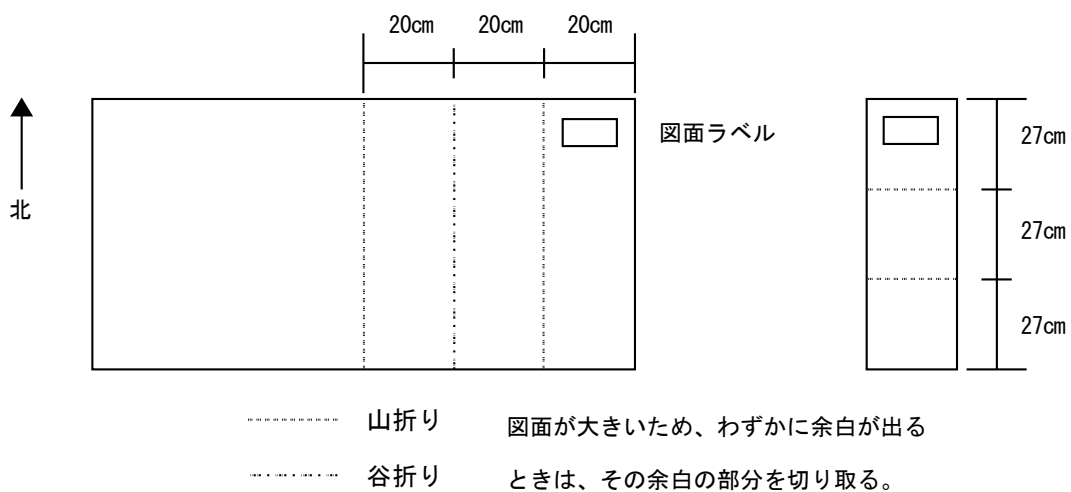 20cm 20cm 20cm
図面ラベル
北
27cm
27cm
27cm
山折り 図面が大きいため、わずかに余白が出る
谷折り ときは、その余白の部分を切り取る。